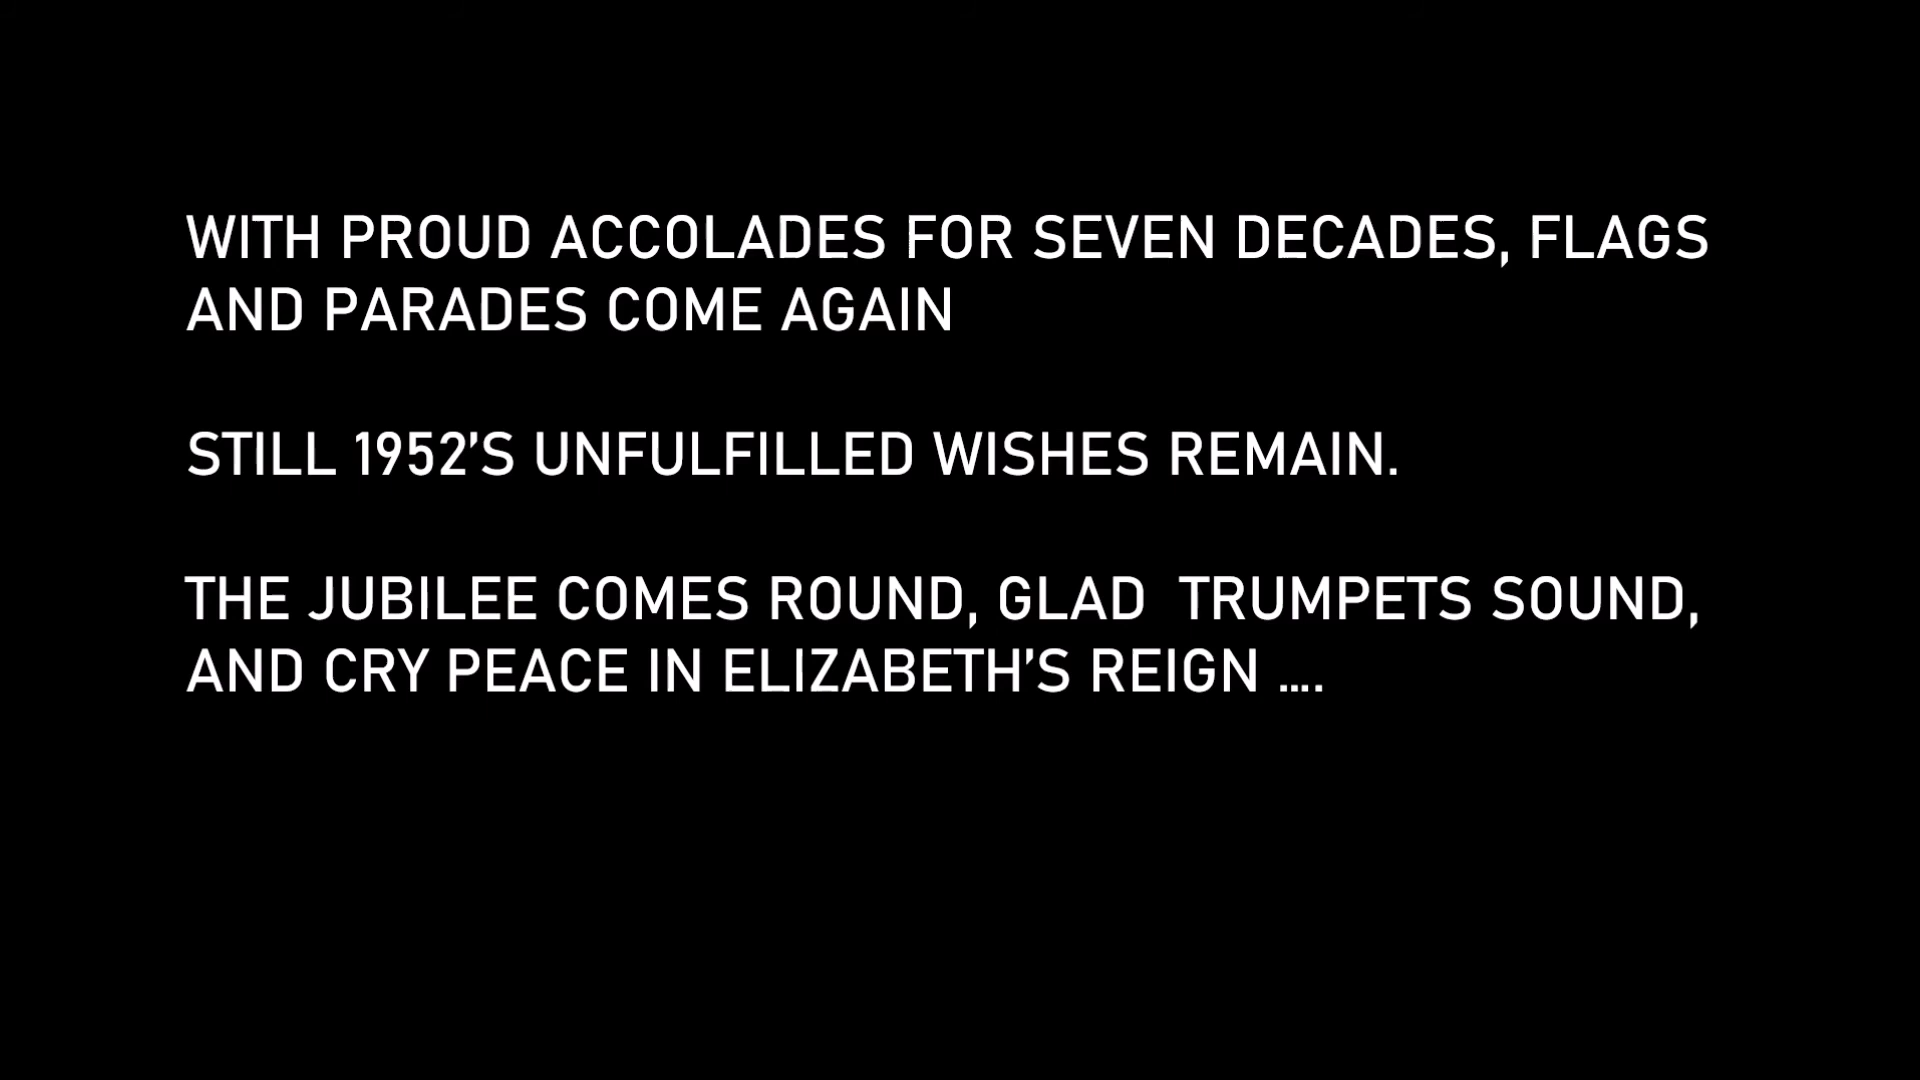 WITH PROUD ACCOLADES FOR SEVEN DECADES, FLAGS
AND PARADES COME AGAIN
STILL 1952’S UNFULFILLED WISHES REMAIN.
THE JUBILEE COMES ROUND, GLAD  TRUMPETS SOUND,
AND CRY PEACE IN ELIZABETH’S REIGN ....